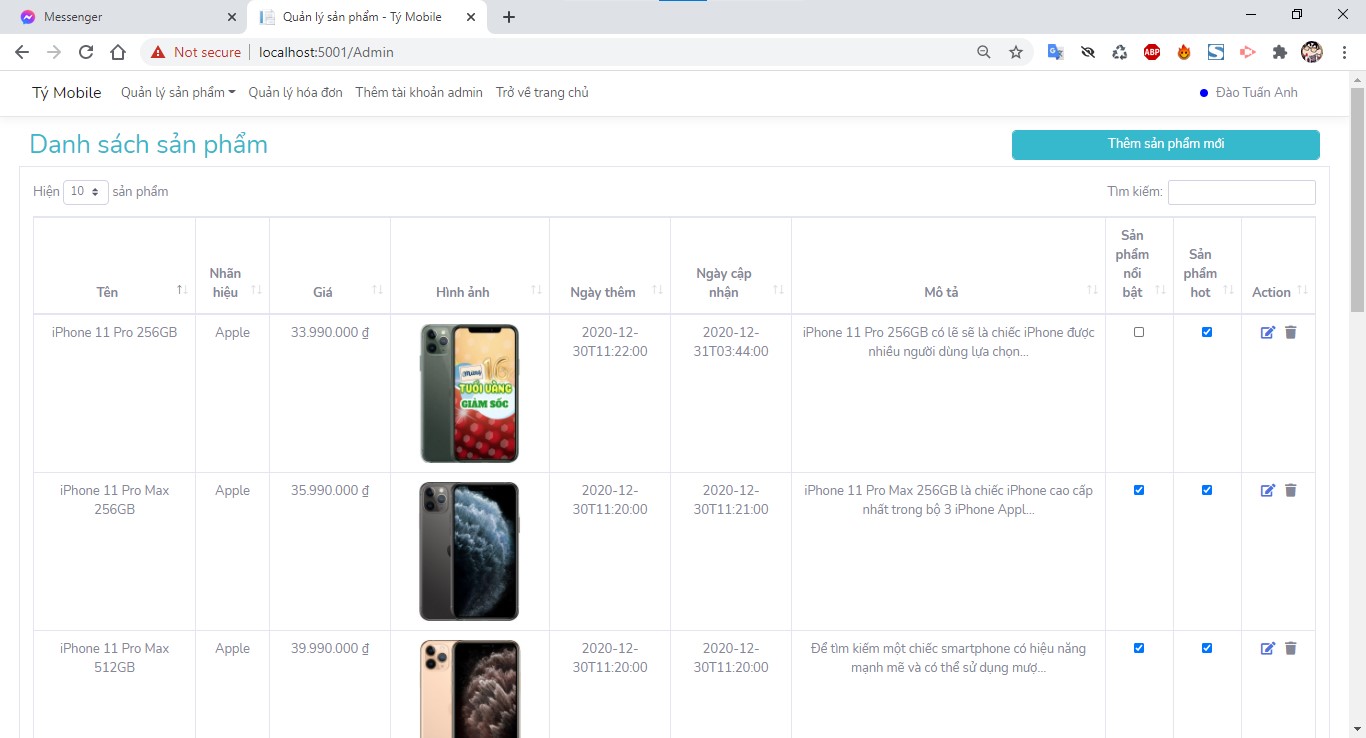 Messenger
Quản lý sản phẩm - Tý Mobile
Not secure
localhost:5001/Admin
ABP
Tý Mobile
Quản lý sản phẩm
Quản lý hóa đơn
Thêm tài khoản admin
Trở về trang chủ
Đào Tuấn Anh
Danh sách sản phẩm
Thêm sản phẩm mới
Hiện 10 sản phẩm
Tìm kiếm:
Tên
Nhãn
hiệu
Giá
Hình ảnh
Ngày thêm
Ngày cập
nhận
Mô tả
Sản
phẩm
nổi
bật
Sản
phẩm
hot
Action
iPhone 11 Pro 256GB
Apple
33.990.000 ₫
16
TUỔI VÀNG
GIẢM SỐC
2020-12-
30T11:22:00
2020-12-
31T03:44:00
iPhone 11 Pro 256GB có lẽ sẽ là chiếc iPhone được
nhiêu người dùng lựa chọn...
iPhone 11 Pro Max
256GB
Apple
35.990.000 ₫
2020-12-
30T11:20:00
2020-12-
30T11:21:00
iPhone 11 Pro Max 256GB là chiếc iPhone cao cấp
nhất trong bộ 3 iPhone Appl...
iPhone 11 Pro Max
512GB
Apple
39.990.000 ₫
2020-12-
30T11:20:00
2020-12-
30T11:20:00
Để tìm kiếm một chiếc smartphone có hiệu năng
mạnh mẽ và có thể sử dụng mượ...